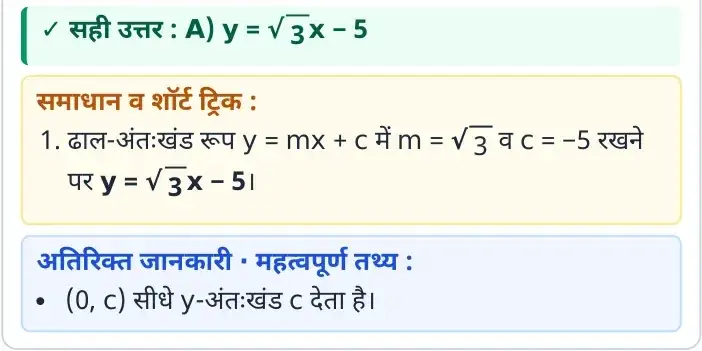 ✓ सही उत्तर : A) y = √3x − 5
समाधान व शॉर्ट ट्रिक :
1. ढाल-अंतःखंड रूप y = mx + c में m = √3 व c = −5 रखने
पर y = √3x − 5।
अतिरिक्त जानकारी · महत्वपूर्ण तथ्य :
• (0, c) सीधे y-अंतःखंड c देता है।